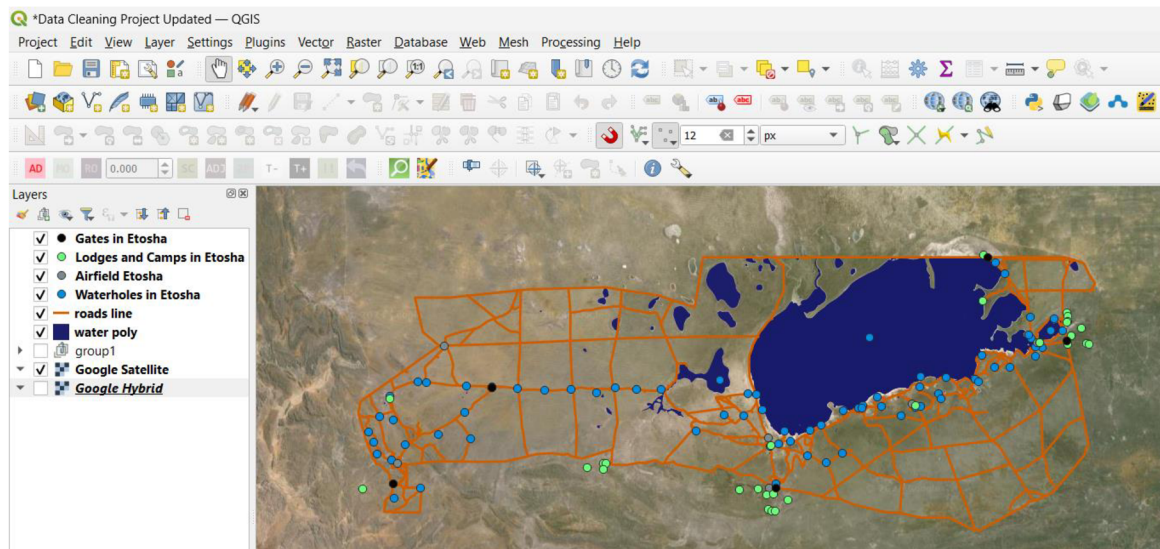 *Data Cleaning Project Updated — QGIS
Project Edit View Layer Settings Plugins Vector Raster Database Web Mesh Processing Help
12 px
AD 0.000 SC AD2 T- T+
Layers
Gates in Etosha
Lodges and Camps in Etosha
Airfield Etosha
Waterholes in Etosha
roads line
water poly
group1
Google Satellite
Google Hybrid